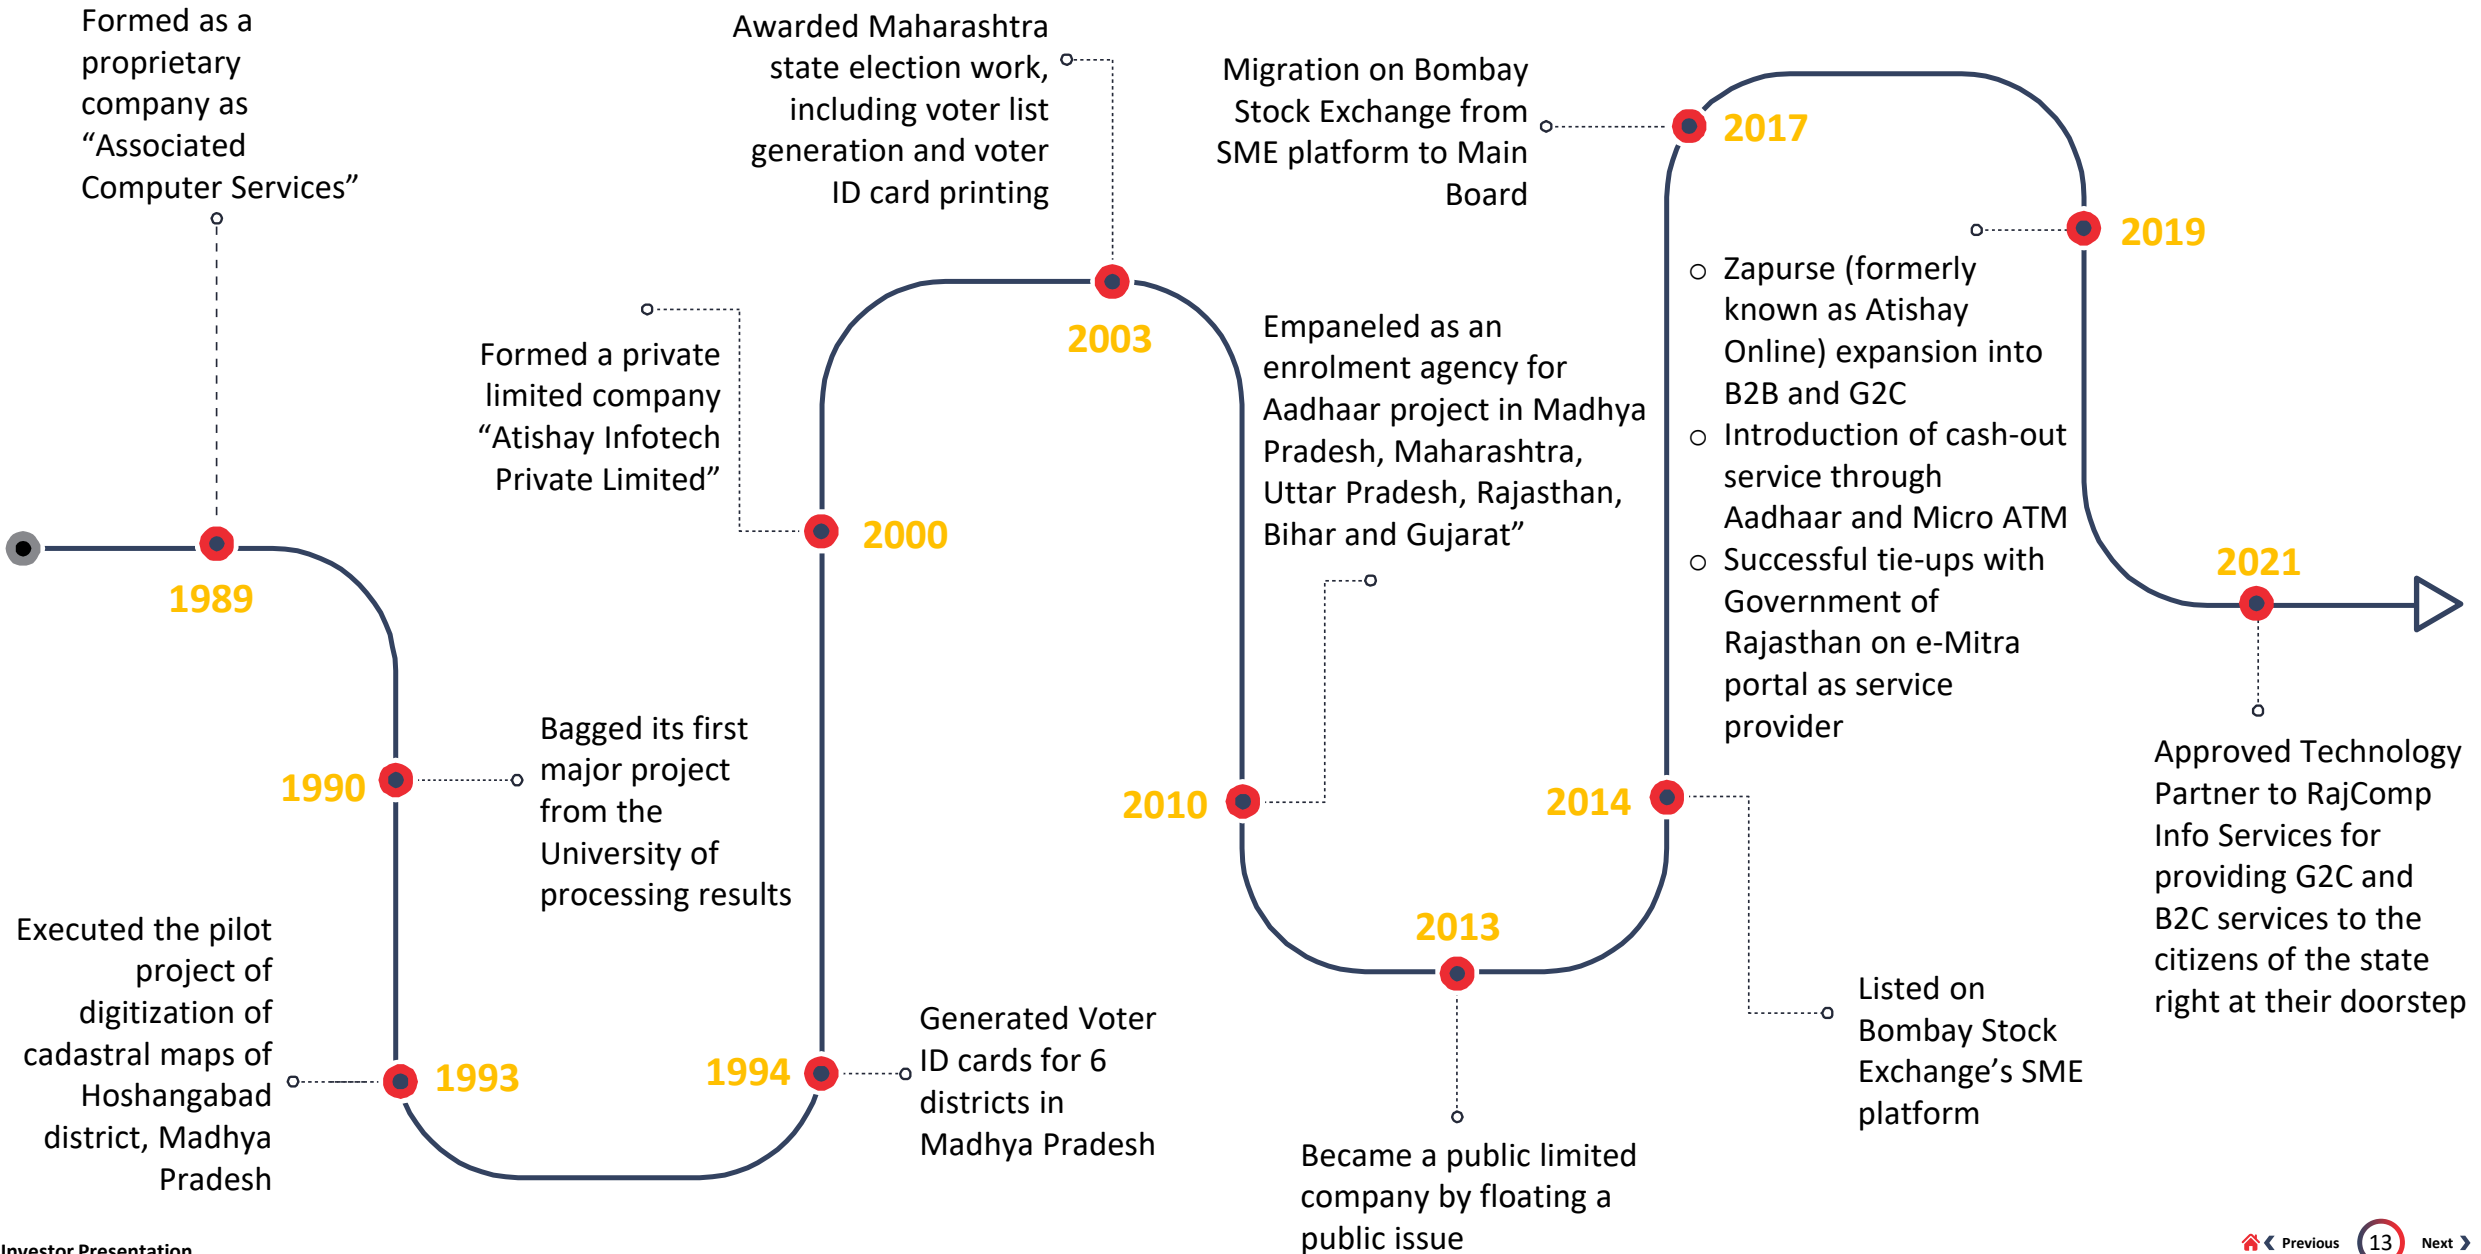 Formed as a
proprietary
company as
“Associated
Computer Services”
1989
1990
Bagged its first
major project
from the
University of
processing results
Executed the pilot
project of
digitization of
cadastral maps of
Hoshangabad
district, Madhya
Pradesh
1993
1994
Generated Voter
ID cards for 6
districts in
Madhya Pradesh
Formed a private
limited company
“Atishay Infotech
Private Limited”
2000
Awarded Maharashtra
state election work,
including voter list
generation and voter
ID card printing
2003
Empaneled as an
enrolment agency for
Aadhaar project in Madhya
Pradesh, Maharashtra,
Uttar Pradesh, Rajasthan,
Bihar and Gujarat”
2010
2013
Became a public limited
company by floating a
public issue
2014
Listed on
Bombay Stock
Exchange’s SME
platform
Migration on Bombay
Stock Exchange from
SME platform to Main
Board
2017
2019
○ Zapurse (formerly
known as Atishay
Online) expansion into
B2B and G2C
○ Introduction of cash-out
service through
Aadhaar and Micro ATM
○ Successful tie-ups with
Government of
Rajasthan on e-Mitra
portal as service
provider
2021
Approved Technology
Partner to RajComp
Info Services for
providing G2C and
B2C services to the
citizens of the state
right at their doorstep
Investor Presentation
Previous 13 Next